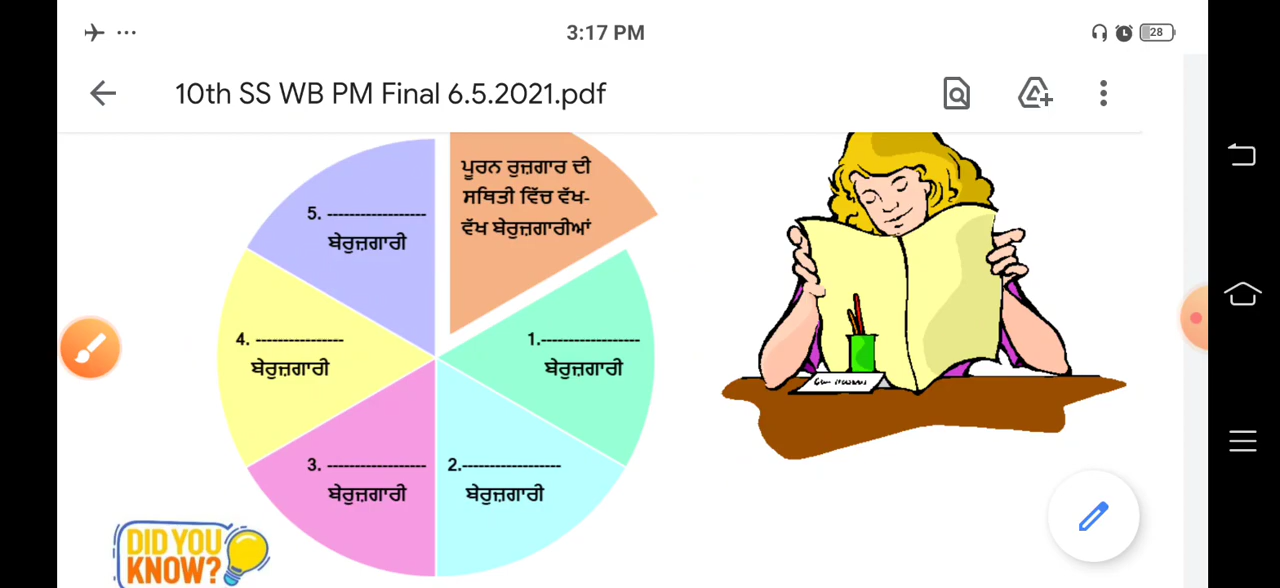 3:17 PM
28
10th SS WB PM Final 6.5.2021.pdf
ਪੂਰਨ ਰੁਜ਼ਗਾਰ ਦੀ
ਸਥਿਤੀ ਵਿੱਚ ਵੱਖ-
ਵੱਖ ਬੇਰੁਜ਼ਗਾਰੀਆਂ
5. ------------------
ਬੇਰੁਜ਼ਗਾਰੀ
4. ----------------
ਬੇਰੁਜ਼ਗਾਰੀ
1.------------------
ਬੇਰੁਜ਼ਗਾਰੀ
3. ------------------
ਬੇਰੁਜ਼ਗਾਰੀ
2.------------------
ਬੇਰੁਜ਼ਗਾਰੀ
DID YOU
KNOW?